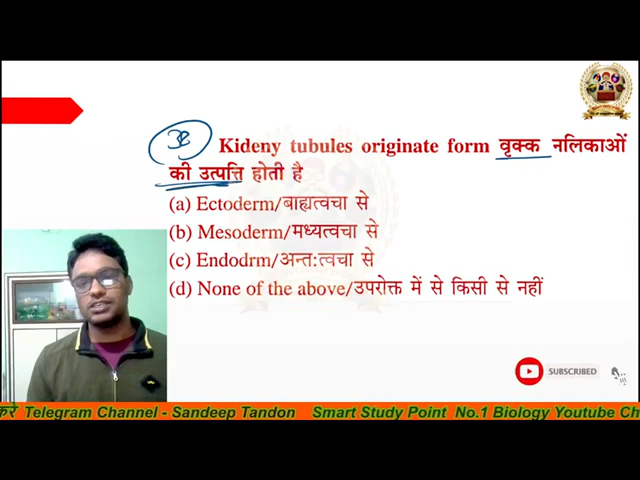 38 Kideny tubules originate form वृक्क नलिकाओं
की उत्पत्ति होती है
(a) Ectoderm/बाह्यत्वचा से
(b) Mesoderm/मध्यत्वचा से
(c) Endodrm/अन्त:त्वचा से
(d) None of the above/उपरोक्त में से किसी से नहीं
SUBSCRIBED
करे Telegram Channel - Sandeep Tandon Smart Study Point No.1 Biology Youtube Ch